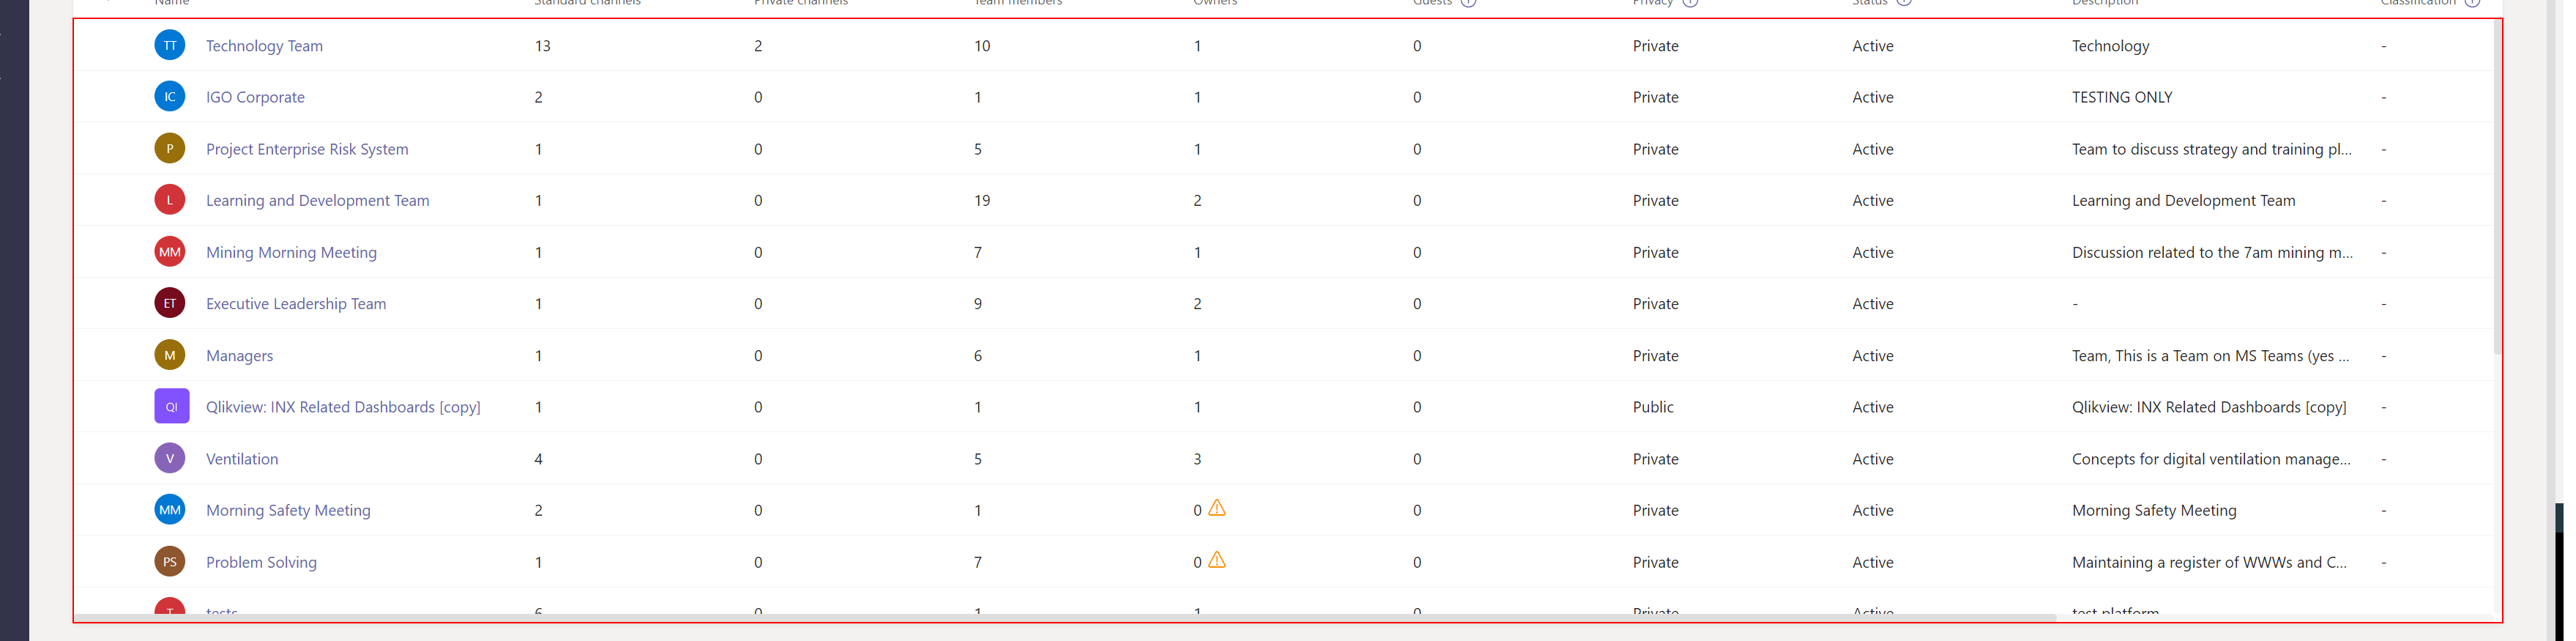 Name Standard channels Private channels Team members Owners Guests Privacy Status Description Classification
TT Technology Team 13 2 10 1 0 Private Active Technology -
IC IGO Corporate 2 0 1 1 0 Private Active TESTING ONLY -
P Project Enterprise Risk System 1 0 5 1 0 Private Active Team to discuss strategy and training pl... -
L Learning and Development Team 1 0 19 2 0 Private Active Learning and Development Team -
MM Mining Morning Meeting 1 0 7 1 0 Private Active Discussion related to the 7am mining m... -
ET Executive Leadership Team 1 0 9 2 0 Private Active - -
M Managers 1 0 6 1 0 Private Active Team, This is a Team on MS Teams (yes ... -
QI Qlikview: INX Related Dashboards [copy] 1 0 1 1 0 Public Active Qlikview: INX Related Dashboards [copy] -
V Ventilation 4 0 5 3 0 Private Active Concepts for digital ventilation manage... -
MM Morning Safety Meeting 2 0 1 0 0 Private Active Morning Safety Meeting -
PS Problem Solving 1 0 7 0 0 Private Active Maintaining a register of WWWs and C... -
T tests 6 0 1 1 0 Private Active test platform -